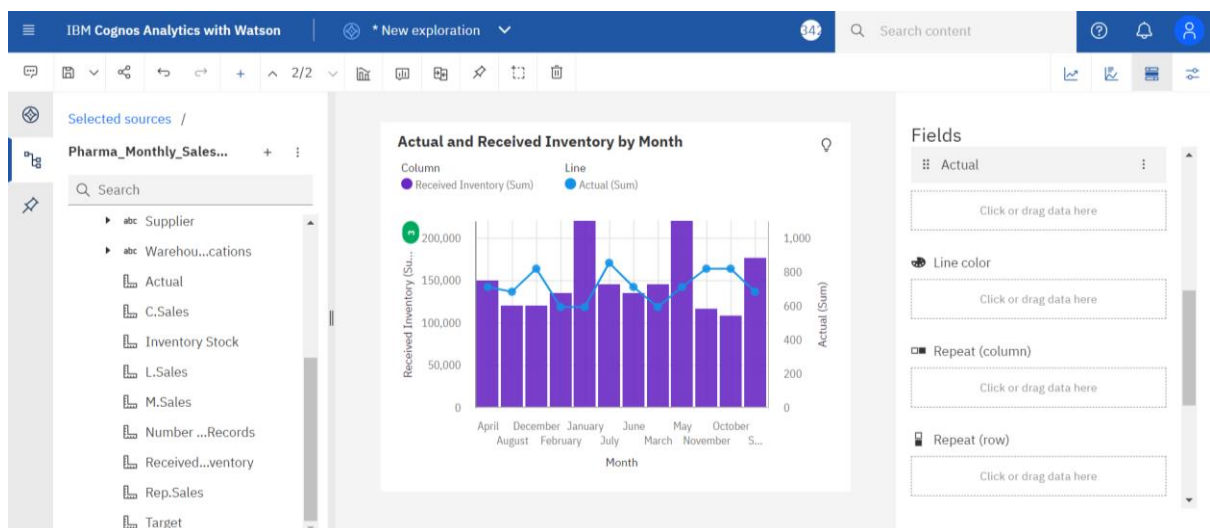 IBM Cognos Analytics with Watson
* New exploration
342
Search content
2/2
Selected sources /
Pharma_Monthly_Sales...
Search
abc Supplier
abc Warehou...cations
Actual
C.Sales
Inventory Stock
L.Sales
M.Sales
Number ...Records
Received...ventory
Rep.Sales
Target
Actual and Received Inventory by Month
Column Line
Received Inventory (Sum) Actual (Sum)
3
Received Inventory (Su...
200,000
150,000
100,000
50,000
0
1,000
800
600
400
200
0
Actual (Sum)
April December January June May October
August February July March November S...
Month
Fields
Actual
Click or drag data here
Line color
Click or drag data here
Repeat (column)
Click or drag data here
Repeat (row)
Click or drag data here